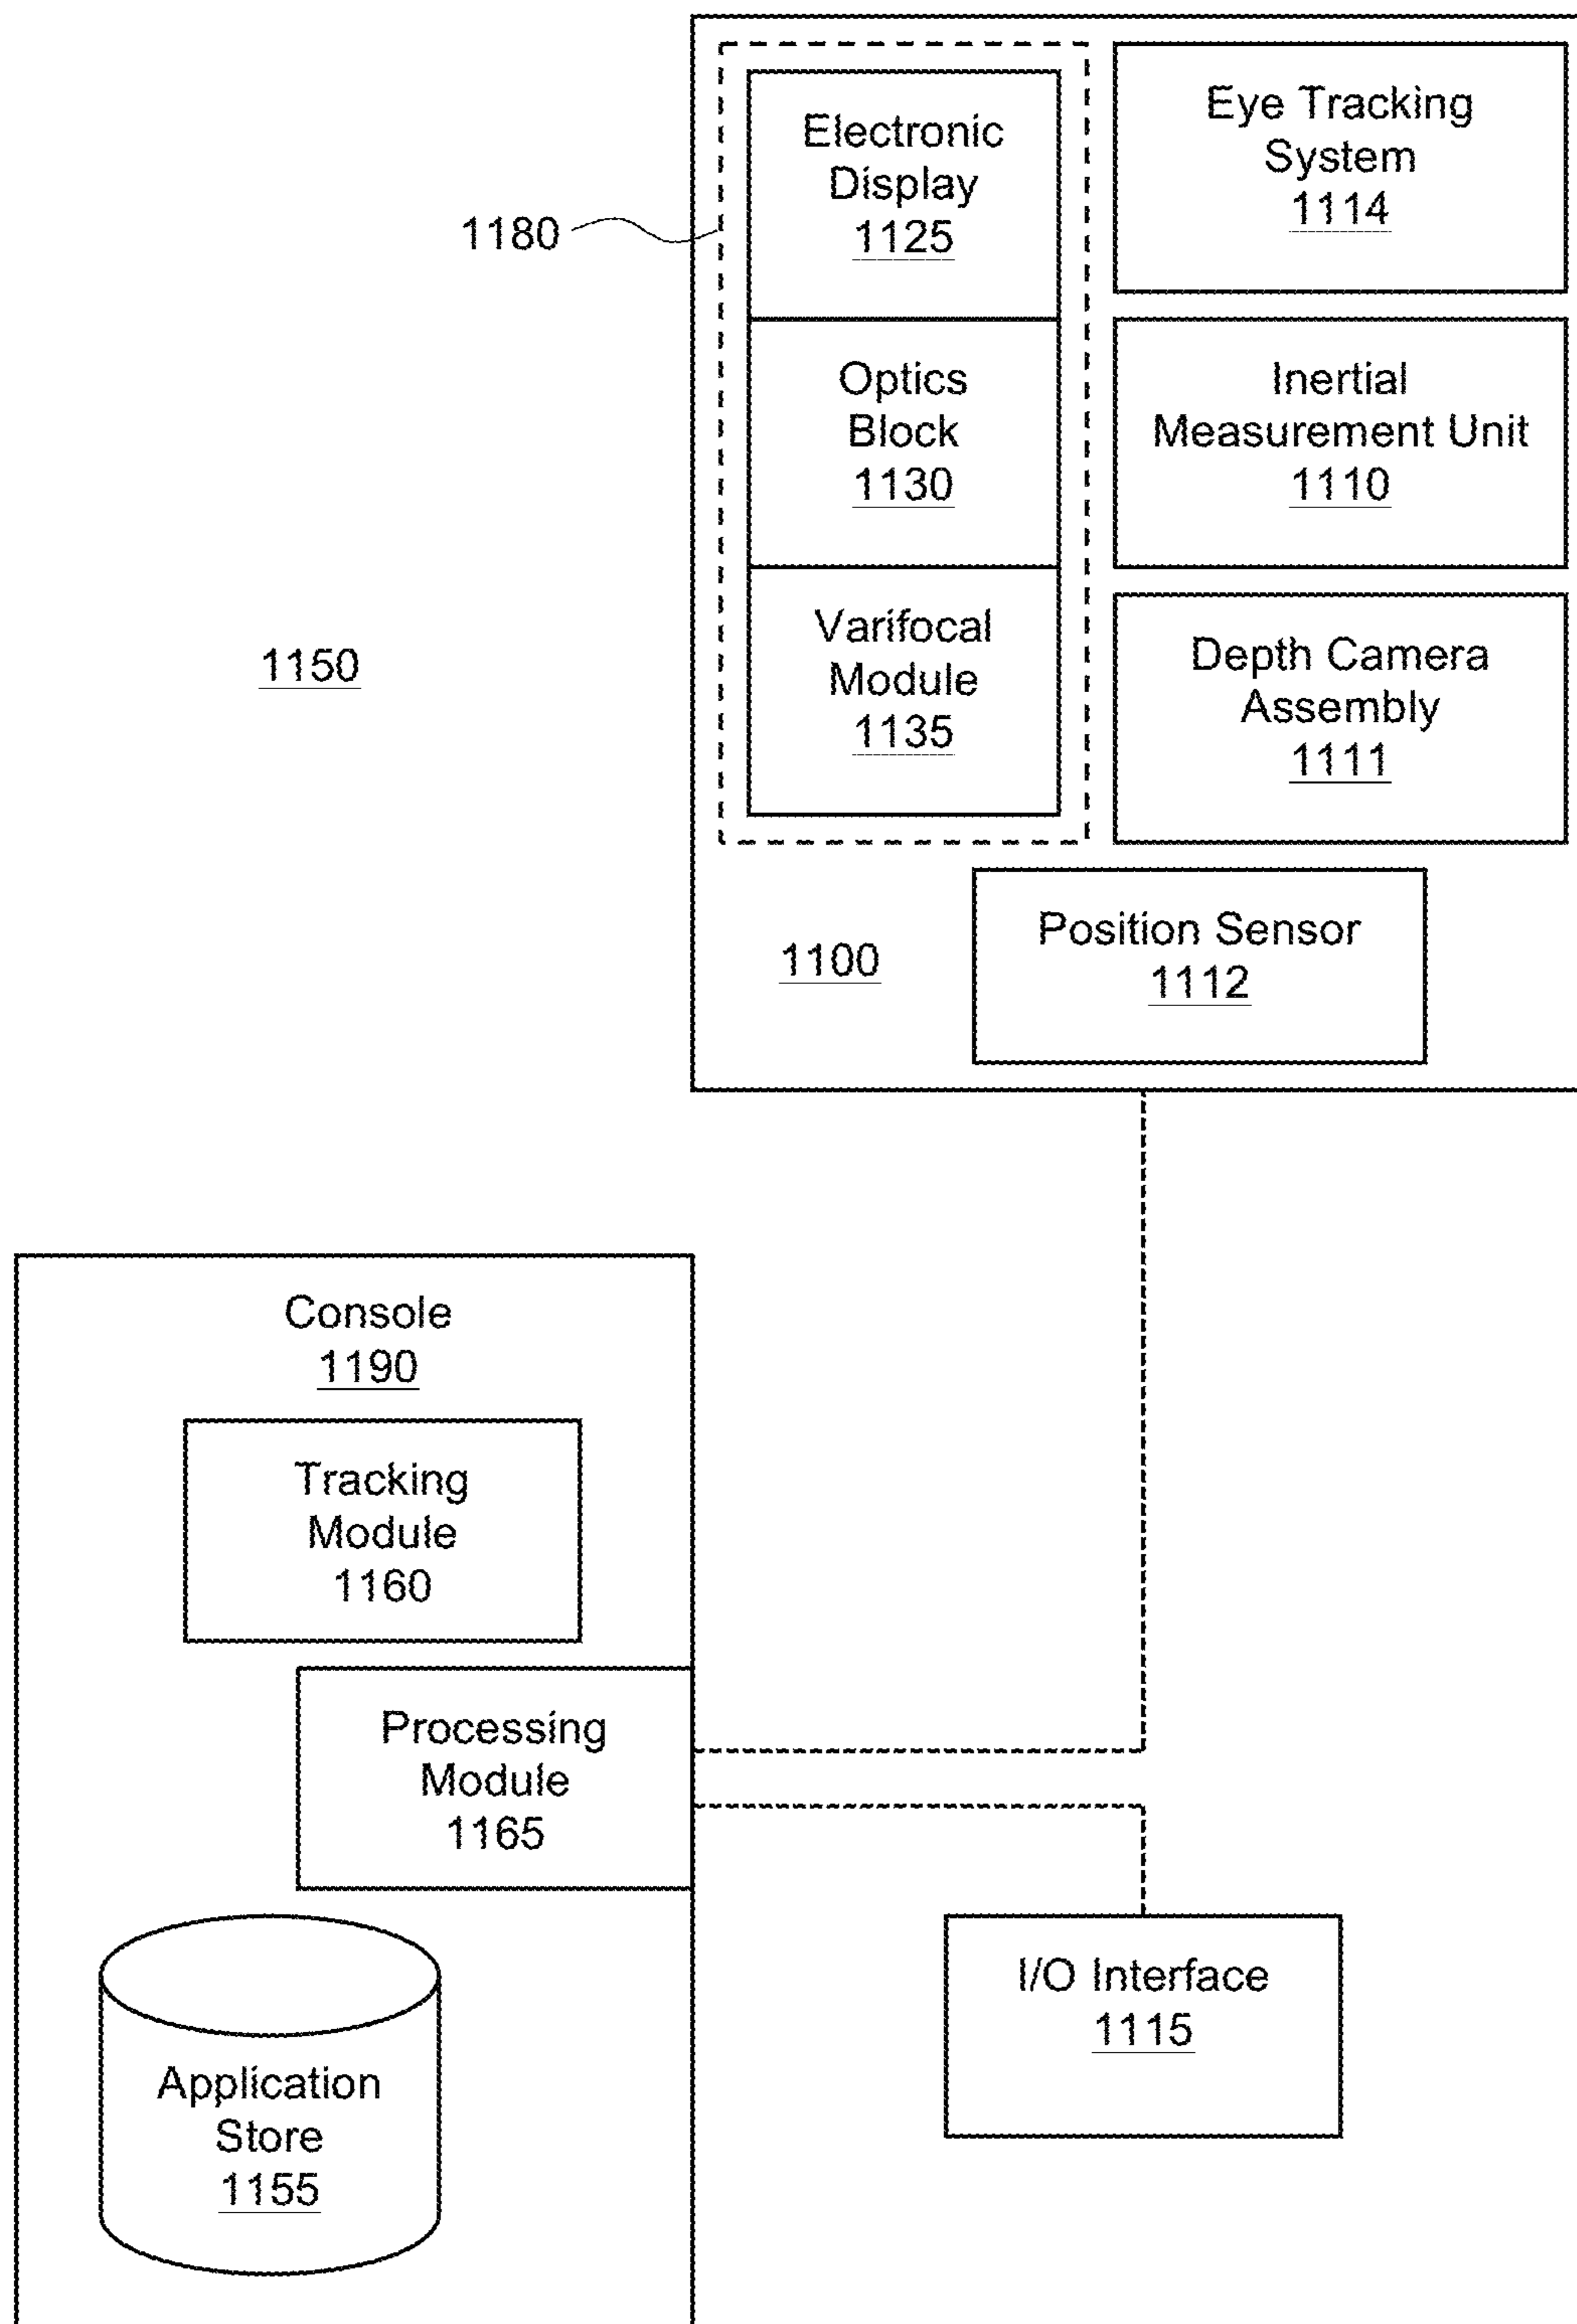 1180
Electronic
Display
1125
Optics
Block
1130
Varifocal
Module
1135
Eye Tracking
System
1114
Inertial
Measurement Unit
1110
Depth Camera
Assembly
1111
1150
1100
Position Sensor
1112
Console
1190
Tracking
Module
1160
Processing
Module
1165
Application
Store
1155
I/O Interface
1115